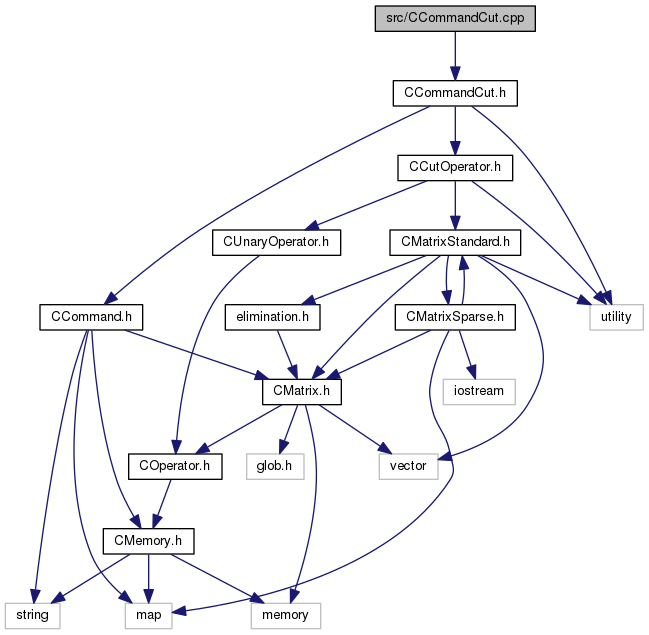 src/CCommandCut.cpp
CCommandCut.h
CCutOperator.h
CUnaryOperator.h
CMatrixStandard.h
CCommand.h
elimination.h
CMatrixSparse.h
utility
CMatrix.h
iostream
COperator.h
glob.h
vector
CMemory.h
string
map
memory